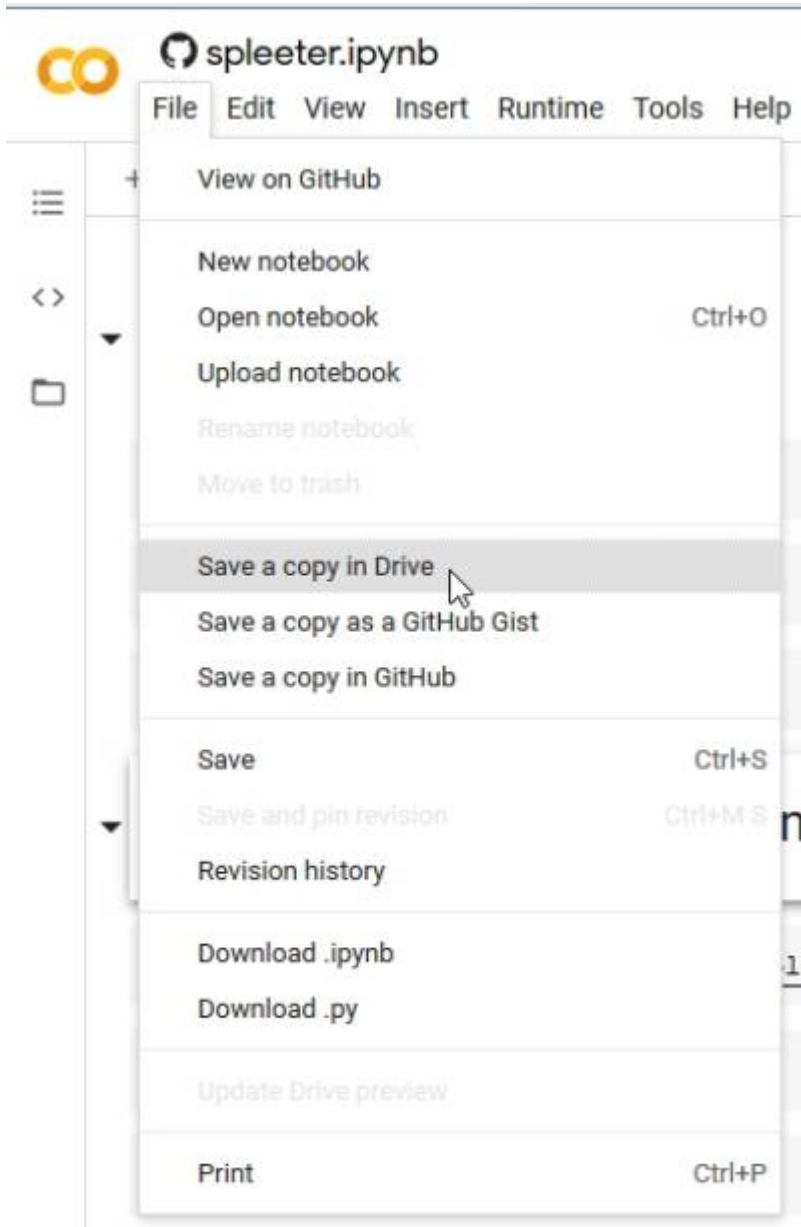 CO spleeter.ipynb
File Edit View Insert Runtime Tools Help
View on GitHub
New notebook
Open notebook Ctrl+O
Upload notebook
Rename notebook
Move to trash
Save a copy in Drive
Save a copy as a GitHub Gist
Save a copy in GitHub
Save Ctrl+S
Save and pin revision Ctrl+M S
Revision history
Download .ipynb
Download .py
Update Drive preview
Print Ctrl+P